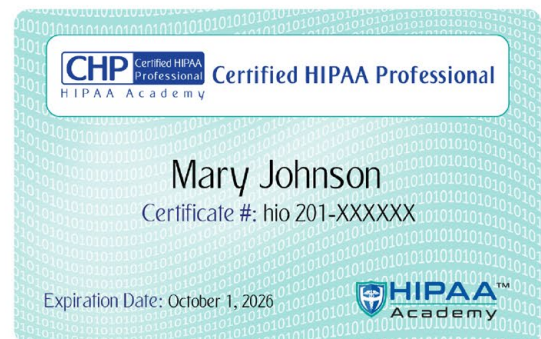 CHP Certified HIPAA Professional
HIPAA Academy
Certified HIPAA Professional
Mary Johnson
Certificate #: hio 201-XXXXXX
Expiration Date: October 1, 2026
HIPAA™
Academy